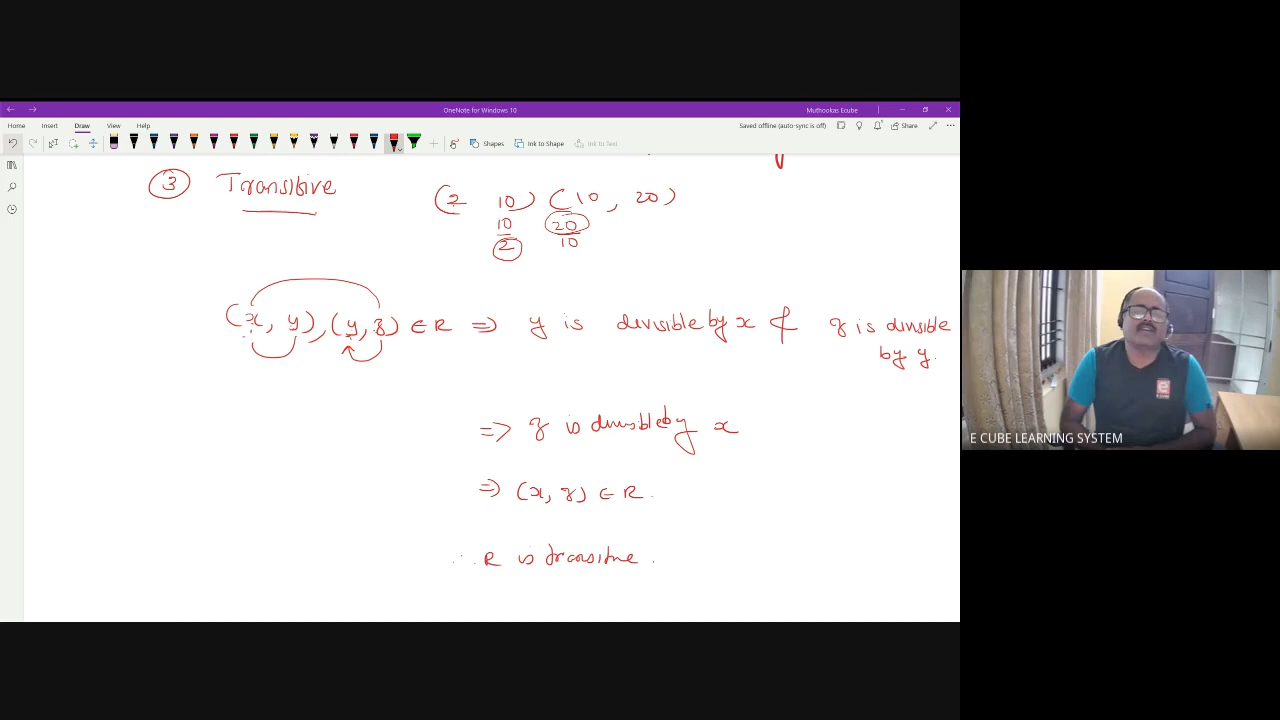 OneNote for Windows 10
Muthookas Ecube
Home Insert Draw View Help
Saved offline (auto-sync is off)
Share
Shapes
Ink to Shape
Ink to Text
③ Transitive
(2 10) (10, 20)
10/2 20/10
(x, y), (y, z) ∈ R ⇒ y is divisible by x & z is divisible
by y.
⇒ z is divisible by x
⇒ (x, z) ∈ R.
∴ R is transitive.
E CUBE LEARNING SYSTEM